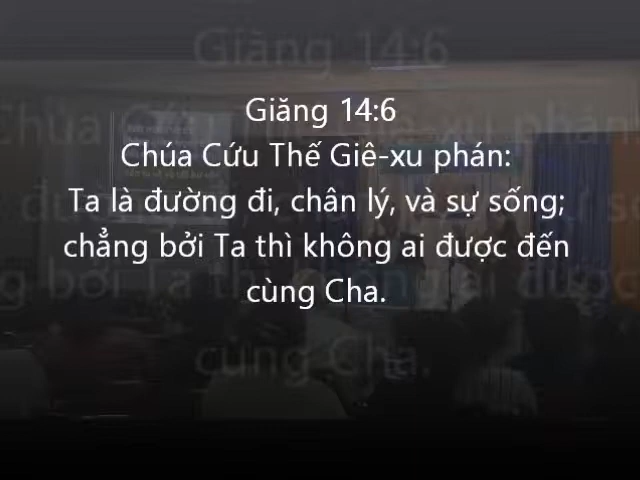 Giăng 14:6
Chúa Cứu Thế Giê-xu phán:
Ta là đường đi, chân lý, và sự sống;
chẳng bởi Ta thì không ai được đến
cùng Cha.